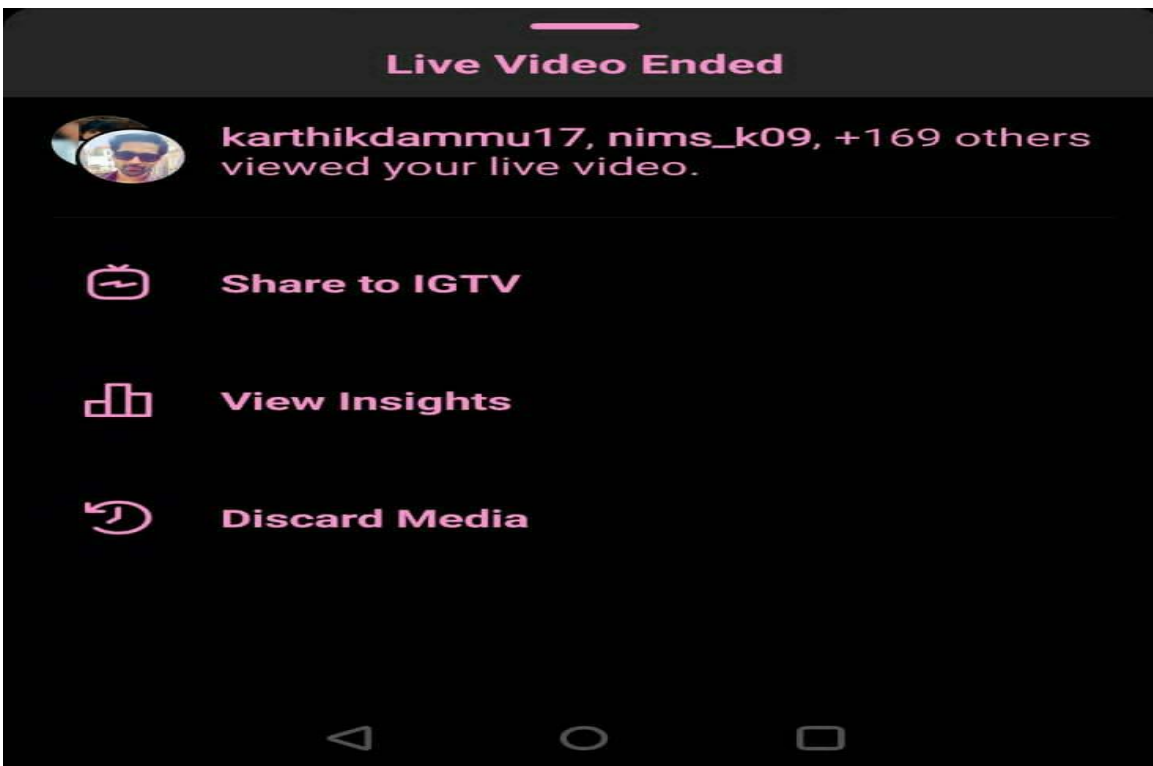 Live Video Ended
karthikdammu17, nims_k09, +169 others
viewed your live video.
Share to IGTV
View Insights
Discard Media